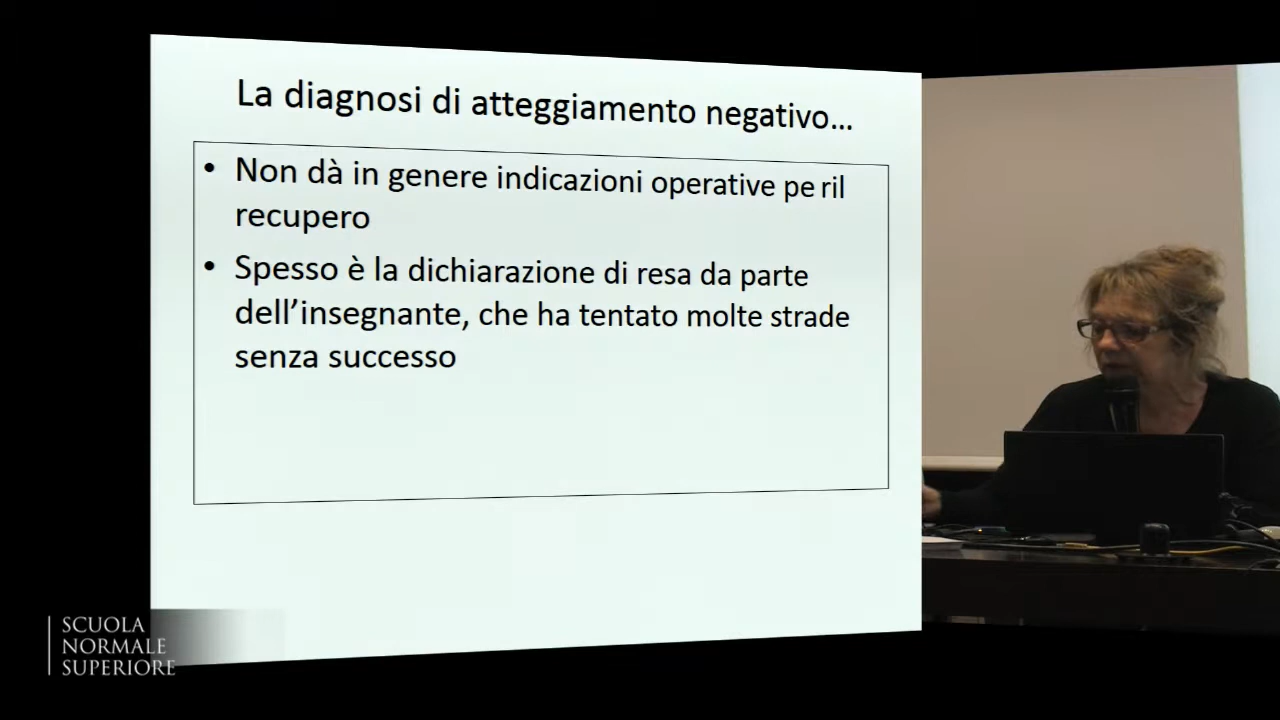 La diagnosi di atteggiamento negativo...
• Non dà in genere indicazioni operative pe ril
recupero
• Spesso è la dichiarazione di resa da parte
dell'insegnante, che ha tentato molte strade
senza successo
SCUOLA
NORMALE
SUPERIORE